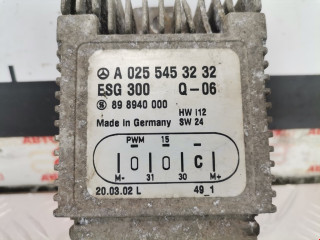 A 025 545 32 32
ESG 300 Q-06
89 8940 000
Made in Germany
HW I12
SW 24
PWM 15
C
M- 31 30 M+
20.03.02 L 49_1